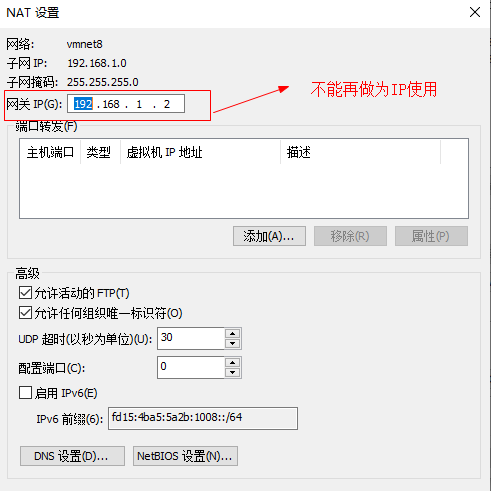 NAT 设置
网络: vmnet8
子网 IP: 192.168.1.0
子网掩码: 255.255.255.0
网关 IP(G): 192 .168 . 1 . 2
不能再做为IP使用
端口转发(F)
主机端口 类型 虚拟机 IP 地址 描述
添加(A)... 移除(R) 属性(P)
高级
允许活动的 FTP(T)
允许任何组织唯一标识符(O)
UDP 超时(以秒为单位)(U): 30
配置端口(C): 0
启用 IPv6(E)
IPv6 前缀(6): fd15:4ba5:5a2b:1008::/64
DNS 设置(D)... NetBIOS 设置(N)...